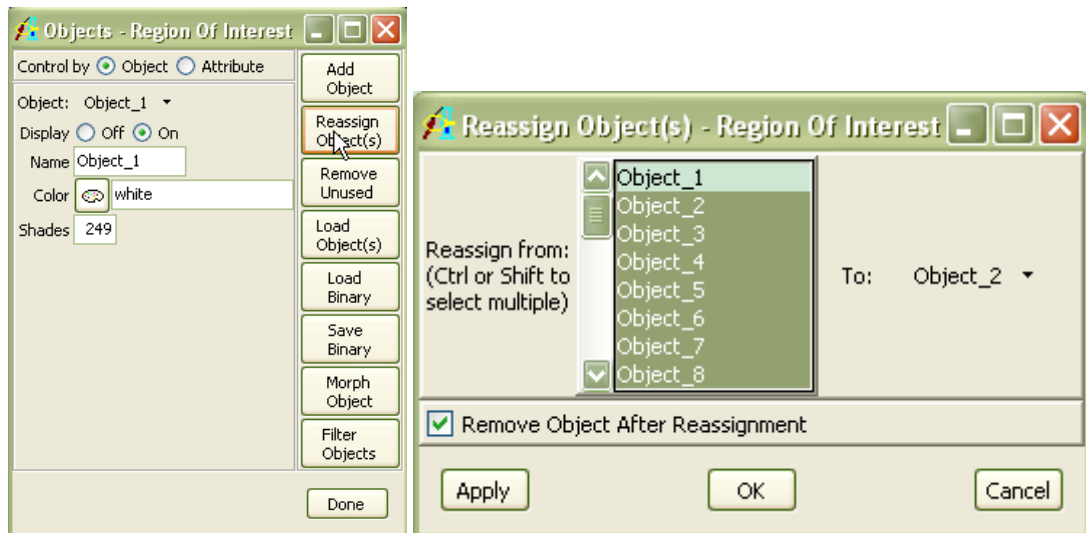 Objects - Region Of Interest
Control by Object Attribute
Object: Object_1
Display Off On
Name Object_1
Color white
Shades 249
Add
Object
Reassign
Object(s)
Remove
Unused
Load
Object(s)
Load
Binary
Save
Binary
Morph
Object
Filter
Objects
Done
Reassign Object(s) - Region Of Interest
Reassign from:
(Ctrl or Shift to
select multiple)
Object_1
Object_2
Object_3
Object_4
Object_5
Object_6
Object_7
Object_8
To: Object_2
Remove Object After Reassignment
Apply OK Cancel